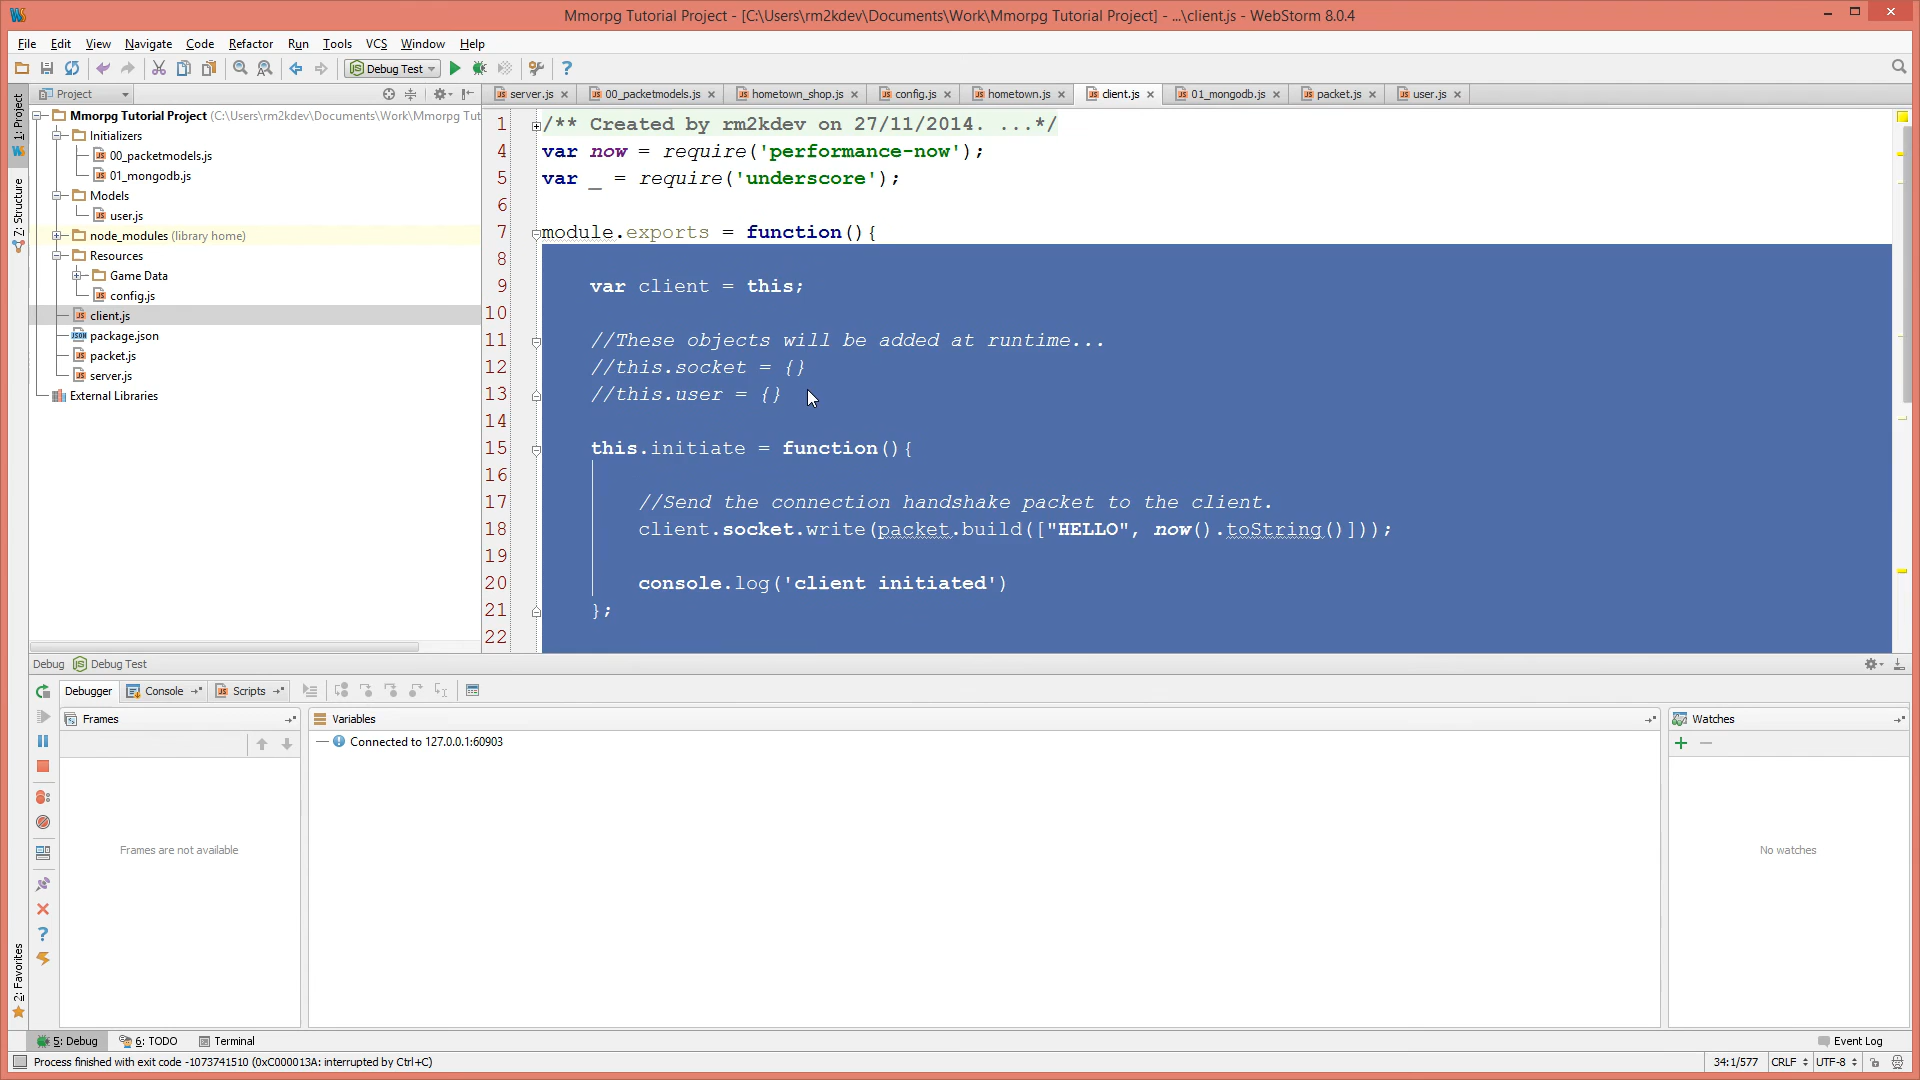 Mmorpg Tutorial Project - [C:\Users\rm2kdev\Documents\Work\Mmorpg Tutorial Project] - ...\client.js - WebStorm 8.0.4
File Edit View Navigate Code Refactor Run Tools VCS Window Help
Debug Test
Project
server.js 00_packetmodels.js hometown_shop.js config.js hometown.js client.js 01_mongodb.js packet.js user.js
1: Project
Z: Structure
2: Favorites
Mmorpg Tutorial Project (C:\Users\rm2kdev\Documents\Work\Mmorpg Tut
Initializers
00_packetmodels.js
01_mongodb.js
Models
user.js
node_modules (library home)
Resources
Game Data
config.js
client.js
package.json
packet.js
server.js
External Libraries
1 /** Created by rm2kdev on 27/11/2014. ...*/
4 var now = require('performance-now');
5 var _ = require('underscore');
6
7 module.exports = function(){
8
9 var client = this;
10
11 //These objects will be added at runtime...
12 //this.socket = {}
13 //this.user = {}
14
15 this.initiate = function(){
16
17 //Send the connection handshake packet to the client.
18 client.socket.write(packet.build(["HELLO", now().toString()]));
19
20 console.log('client initiated')
21 };
22
Debug Debug Test
Debugger Console Scripts
Frames
Variables
Watches
Connected to 127.0.0.1:60903
Frames are not available
No watches
5: Debug 6: TODO Terminal Event Log
Process finished with exit code -1073741510 (0xC000013A: interrupted by Ctrl+C) 34:1/577 CRLF UTF-8